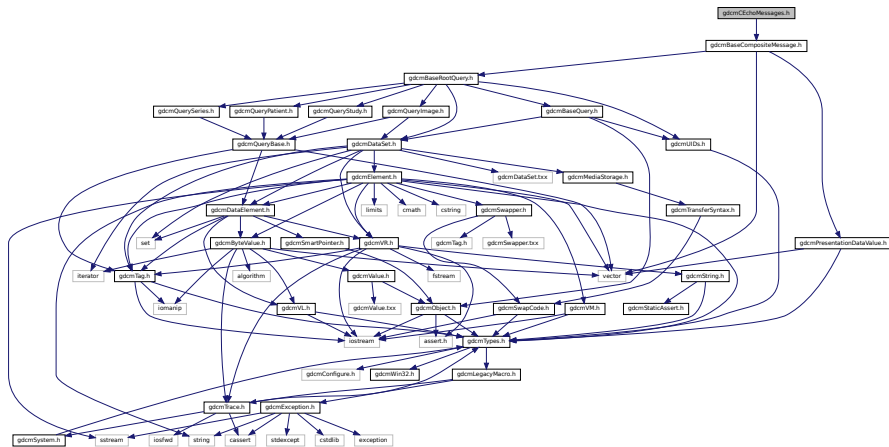 gdcmCEchoMessages.h
gdcmBaseCompositeMessage.h
gdcmBaseRootQuery.h
gdcmQuerySeries.h
gdcmQueryPatient.h
gdcmQueryStudy.h
gdcmQueryImage.h
gdcmBaseQuery.h
gdcmQueryBase.h
gdcmDataSet.h
gdcmUIDs.h
gdcmElement.h
gdcmDataSet.txx
gdcmMediaStorage.h
gdcmDataElement.h
limits
cmath
cstring
gdcmSwapper.h
gdcmTransferSyntax.h
set
gdcmByteValue.h
gdcmSmartPointer.h
gdcmVR.h
gdcmTag.h
gdcmSwapper.txx
gdcmPresentationDataValue.h
iterator
gdcmTag.h
algorithm
gdcmValue.h
fstream
vector
gdcmString.h
iomanip
gdcmVL.h
gdcmValue.txx
gdcmObject.h
gdcmSwapCode.h
gdcmVM.h
gdcmStaticAssert.h
iostream
assert.h
gdcmTypes.h
gdcmConfigure.h
gdcmWin32.h
gdcmLegacyMacro.h
gdcmTrace.h
gdcmException.h
gdcmSystem.h
sstream
iosfwd
string
cassert
stdexcept
cstdlib
exception